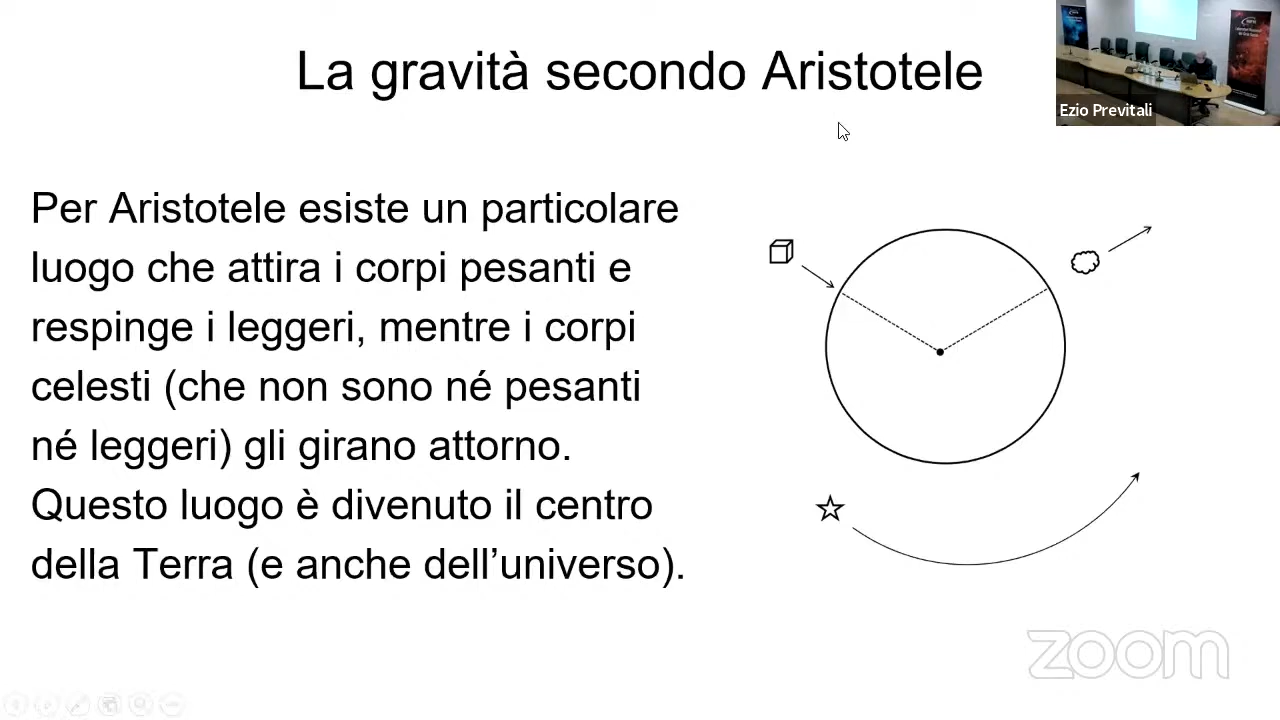 La gravità secondo Aristotele
Ezio Previtali
Per Aristotele esiste un particolare
luogo che attira i corpi pesanti e
respinge i leggeri, mentre i corpi
celesti (che non sono né pesanti
né leggeri) gli girano attorno.
Questo luogo è divenuto il centro
della Terra (e anche dell’universo).
zoom